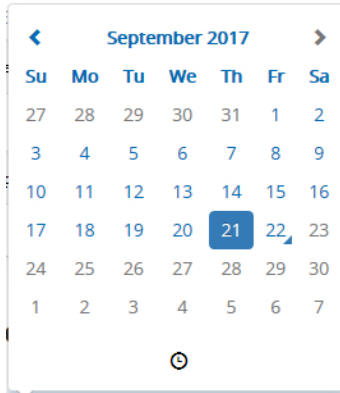 September 2017
Su Mo Tu We Th Fr Sa
27 28 29 30 31 1 2
3 4 5 6 7 8 9
10 11 12 13 14 15 16
17 18 19 20 21 22 23
24 25 26 27 28 29 30
1 2 3 4 5 6 7